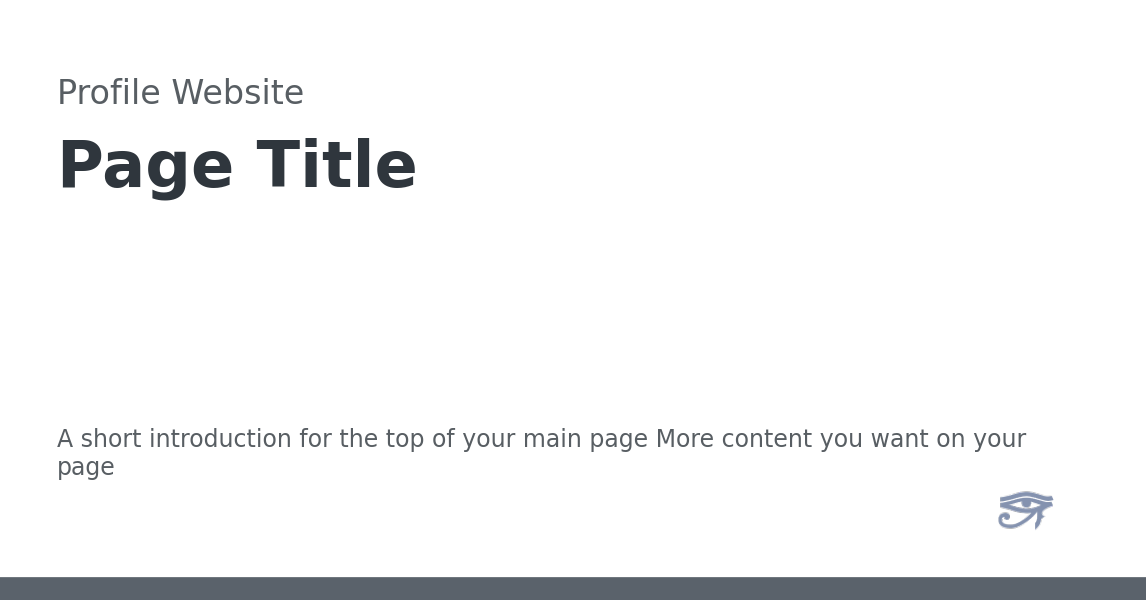 Profile Website
Page Title
A short introduction for the top of your main page More content you want on your
page